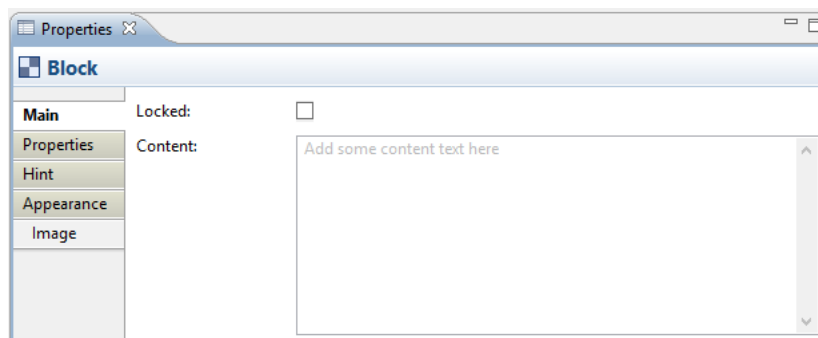 Properties
Block
Main
Locked:
Properties
Content:
Add some content text here
Hint
Appearance
Image